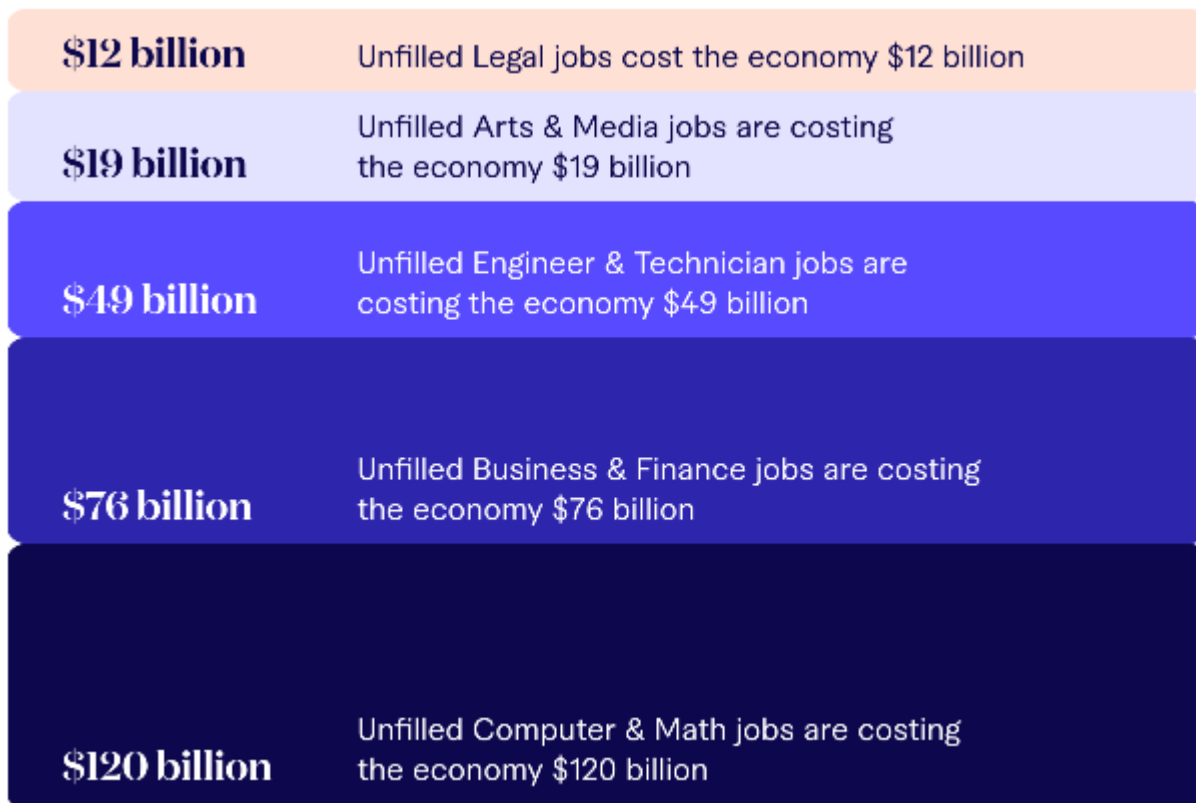 $12 billion
Unfilled Legal jobs cost the economy $12 billion
$19 billion
Unfilled Arts & Media jobs are costing
the economy $19 billion
$49 billion
Unfilled Engineer & Technician jobs are
costing the economy $49 billion
$76 billion
Unfilled Business & Finance jobs are costing
the economy $76 billion
$120 billion
Unfilled Computer & Math jobs are costing
the economy $120 billion